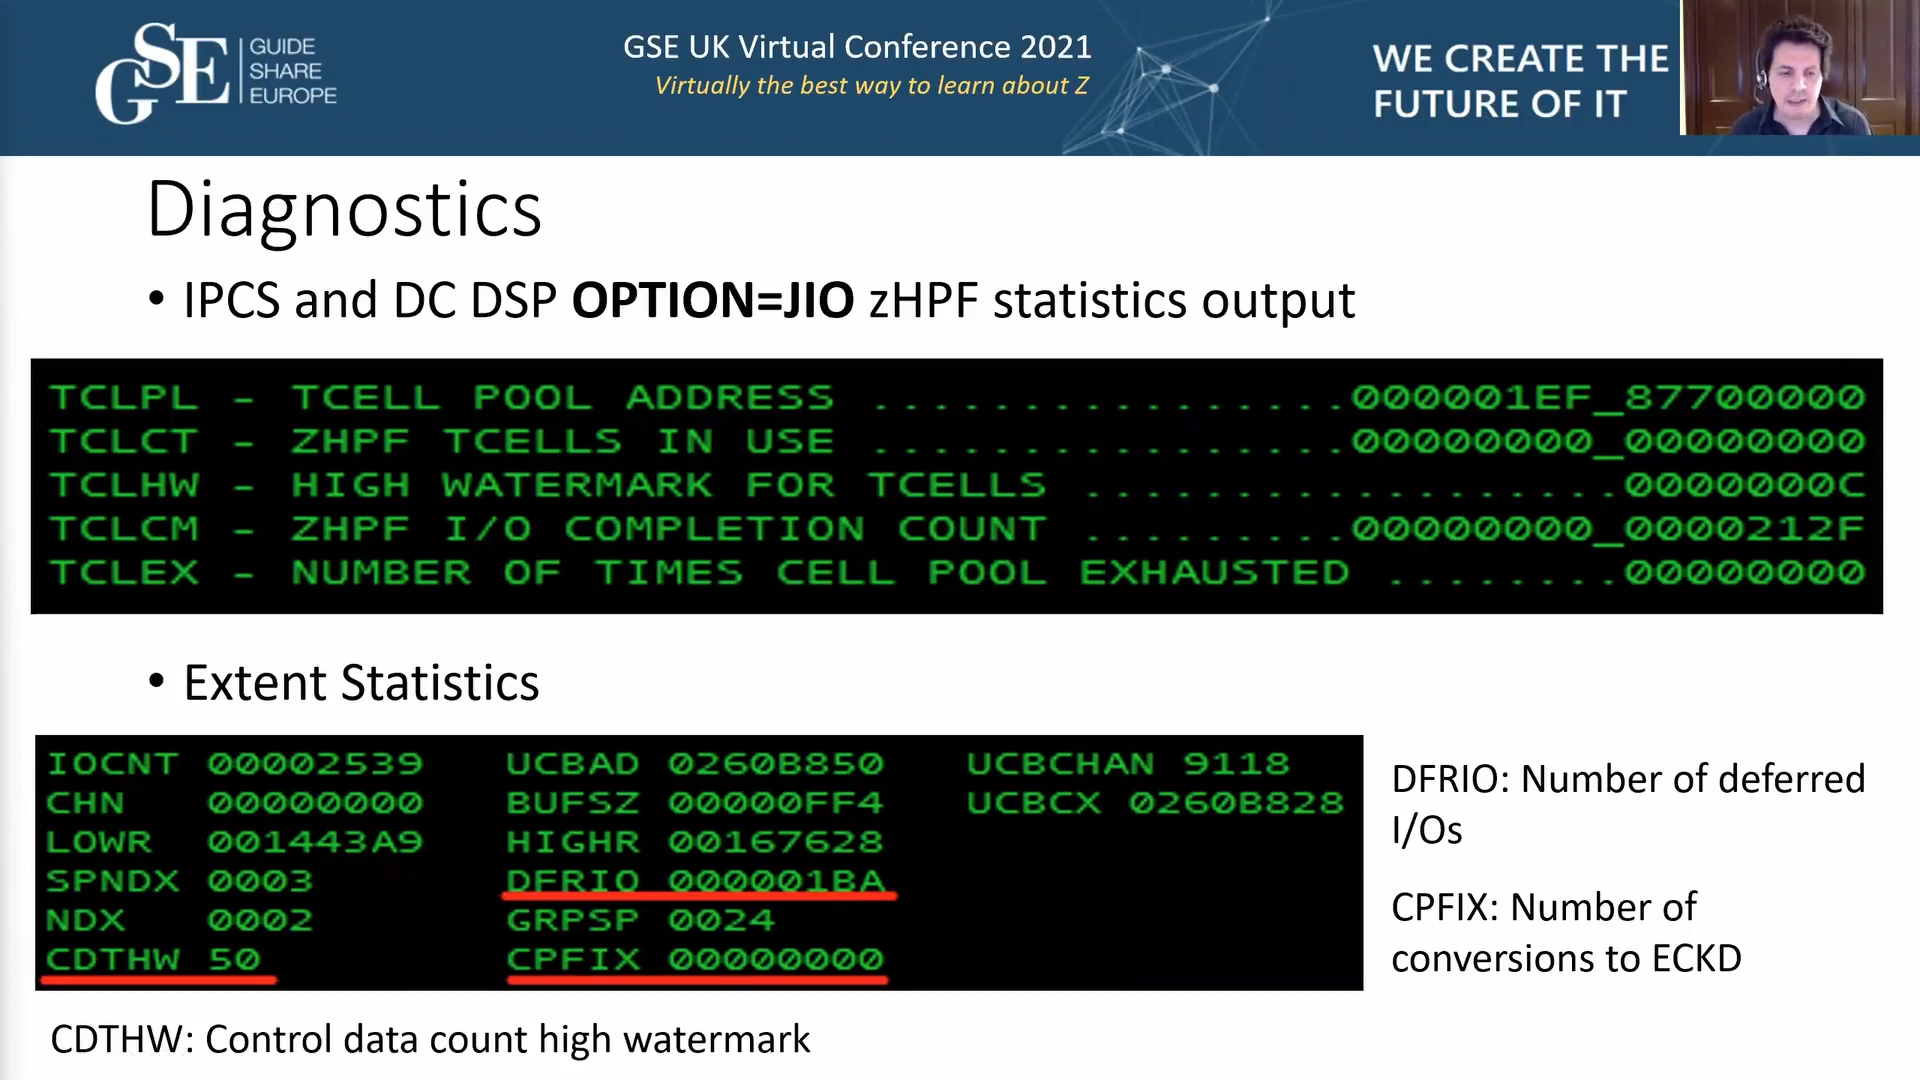 GSE GUIDE SHARE EUROPE
GSE UK Virtual Conference 2021
Virtually the best way to learn about Z
WE CREATE THE
FUTURE OF IT
Diagnostics
• IPCS and DC DSP OPTION=JIO zHPF statistics output
TCLPL - TCELL POOL ADDRESS ................000001EF_87700000
TCLCT - ZHPF TCELLS IN USE ................00000000_00000000
TCLHW - HIGH WATERMARK FOR TCELLS ..................0000000C
TCLCM - ZHPF I/O COMPLETION COUNT .........00000000_0000212F
TCLEX - NUMBER OF TIMES CELL POOL EXHAUSTED ........00000000
• Extent Statistics
IOCNT 00002539 UCBAD 0260B850 UCBCHAN 9118
CHN 00000000 BUFSZ 00000FF4 UCBCX 0260B828
LOWR 001443A9 HIGHR 00167628
SPNDX 0003 DFRIO 000001BA
NDX 0002 GRPSP 0024
CDTHW 50 CPFIX 00000000
DFRIO: Number of deferred
I/Os
CPFIX: Number of
conversions to ECKD
CDTHW: Control data count high watermark